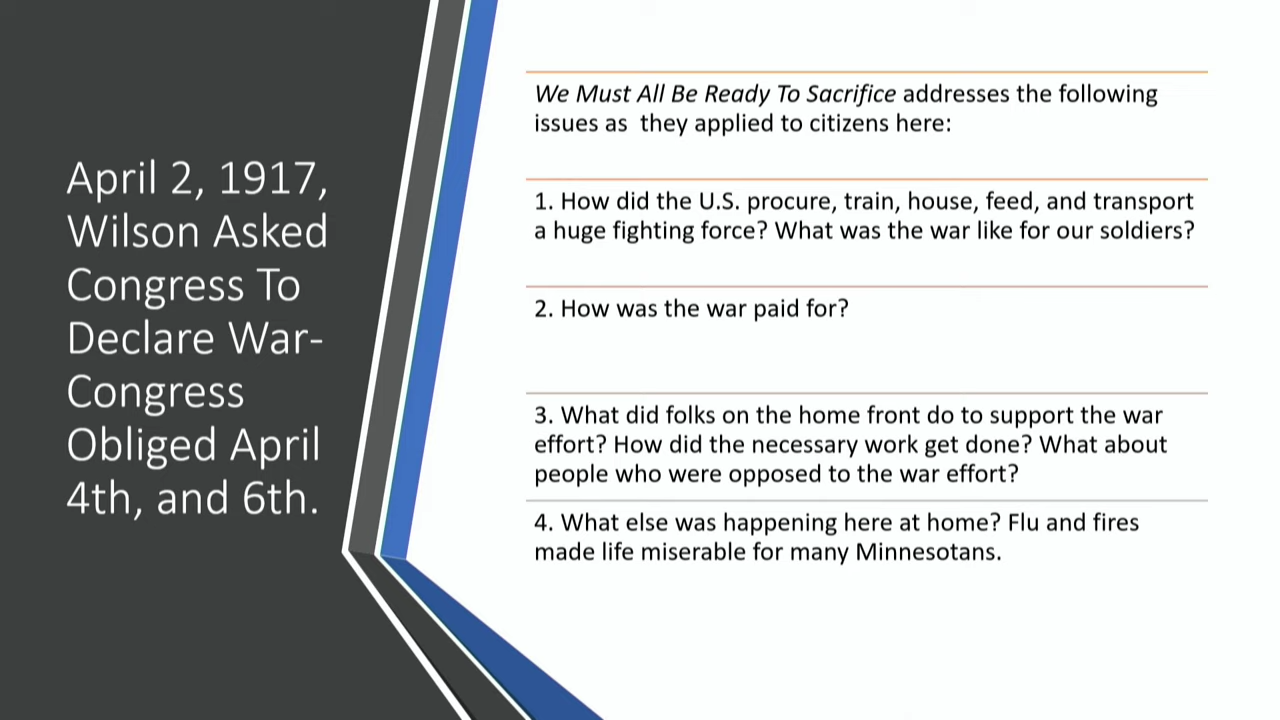 April 2, 1917,
Wilson Asked
Congress To
Declare War-
Congress
Obliged April
4th, and 6th.
We Must All Be Ready To Sacrifice addresses the following
issues as  they applied to citizens here:
1. How did the U.S. procure, train, house, feed, and transport
a huge fighting force? What was the war like for our soldiers?
2. How was the war paid for?
3. What did folks on the home front do to support the war
effort? How did the necessary work get done? What about
people who were opposed to the war effort?
4. What else was happening here at home? Flu and fires
made life miserable for many Minnesotans.